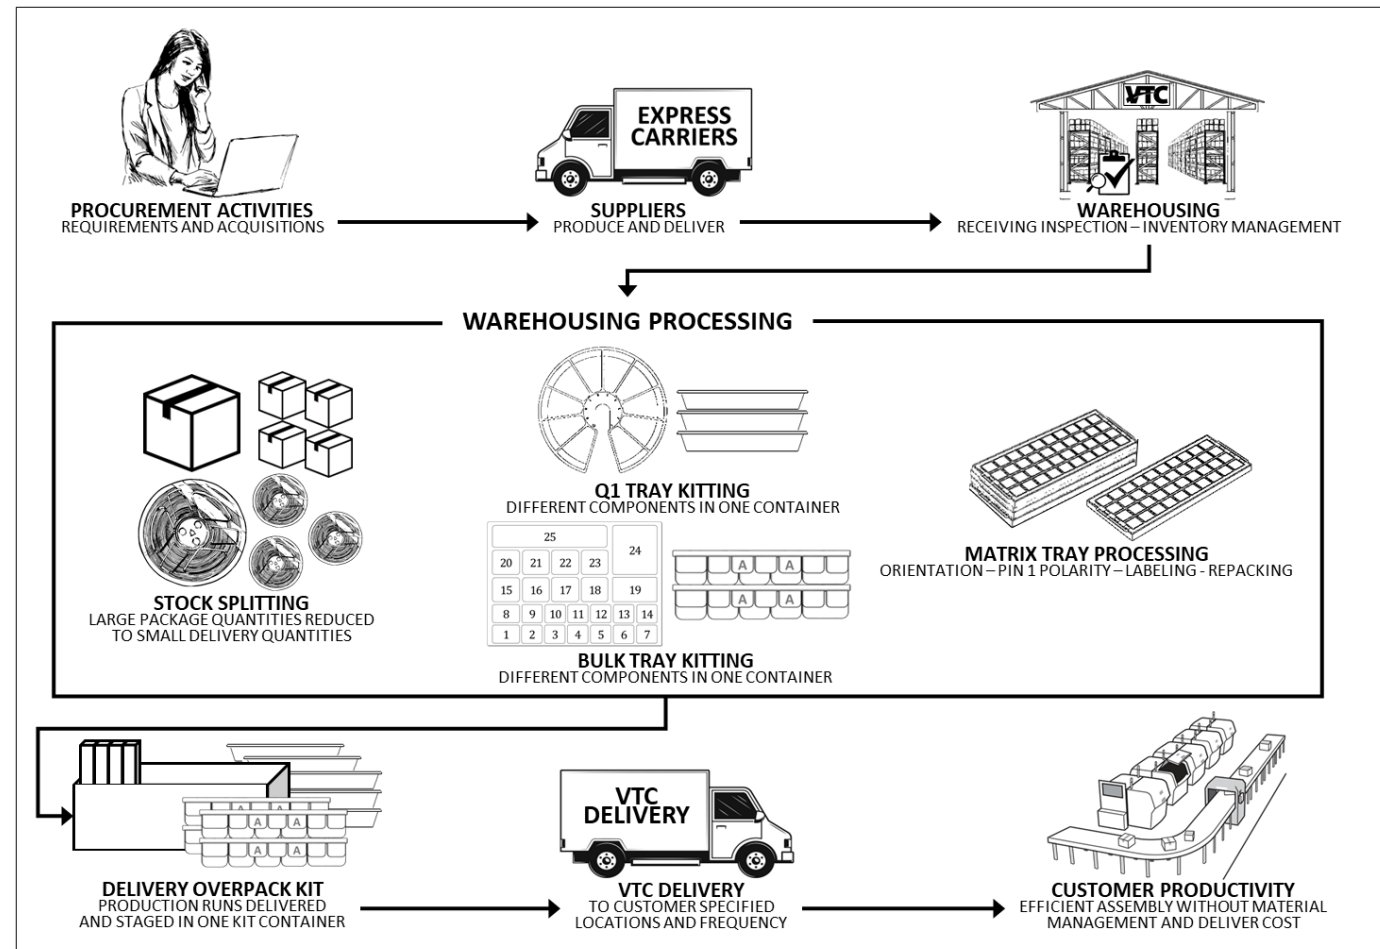 EXPRESS
CARRIERS
VTC
PROCUREMENT ACTIVITIES
REQUIREMENTS AND ACQUISITIONS
SUPPLIERS
PRODUCE AND DELIVER
WAREHOUSING
RECEIVING INSPECTION – INVENTORY MANAGEMENT
WAREHOUSING PROCESSING
Q1 TRAY KITTING
DIFFERENT COMPONENTS IN ONE CONTAINER
25
24
20 21 22 23
15 16 17 18 19
8 9 10 11 12 13 14
1 2 3 4 5 6 7
A A
A A
MATRIX TRAY PROCESSING
ORIENTATION – PIN 1 POLARITY – LABELING - REPACKING
STOCK SPLITTING
LARGE PACKAGE QUANTITIES REDUCED
TO SMALL DELIVERY QUANTITIES
BULK TRAY KITTING
DIFFERENT COMPONENTS IN ONE CONTAINER
A A
A A
A A
VTC
DELIVERY
DELIVERY OVERPACK KIT
PRODUCTION RUNS DELIVERED
AND STAGED IN ONE KIT CONTAINER
VTC DELIVERY
TO CUSTOMER SPECIFIED
LOCATIONS AND FREQUENCY
CUSTOMER PRODUCTIVITY
EFFICIENT ASSEMBLY WITHOUT MATERIAL
MANAGEMENT AND DELIVER COST